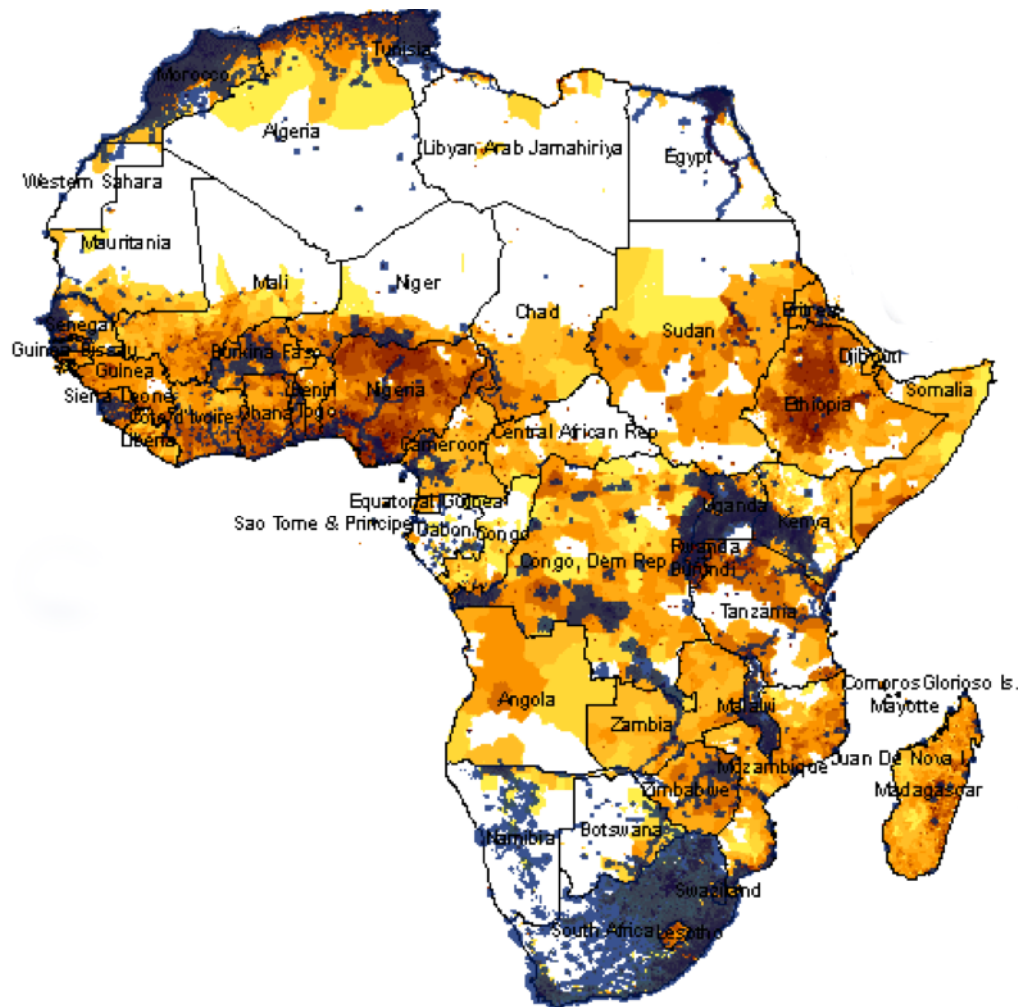 Tunisia
Morocco
Algeria
Libyan Arab Jamahiriya
Egypt
Western Sahara
Mauritania
Mali
Niger
Chad
Sudan
Eritrea
Senegal
Guinea Bissau
Burkina Faso
Djibouti
Guinea
Benin
Nigeria
Somalia
Sierra Leone
Cote d'Ivoire
Ghana
Togo
Ethiopia
Liberia
Cameroon
Central African Rep
Equatorial Guinea
Uganda
Kenya
Sao Tome & Principe
Gabon
Congo
Rwanda
Congo, Dem Rep
Burundi
Tanzania
Comoros
Glorioso Is.
Angola
Malawi
Mayotte
Zambia
Mozambique
Juan De Nova I
Zimbabwe
Madagascar
Namibia
Botswana
Swaziland
South Africa
Lesotho